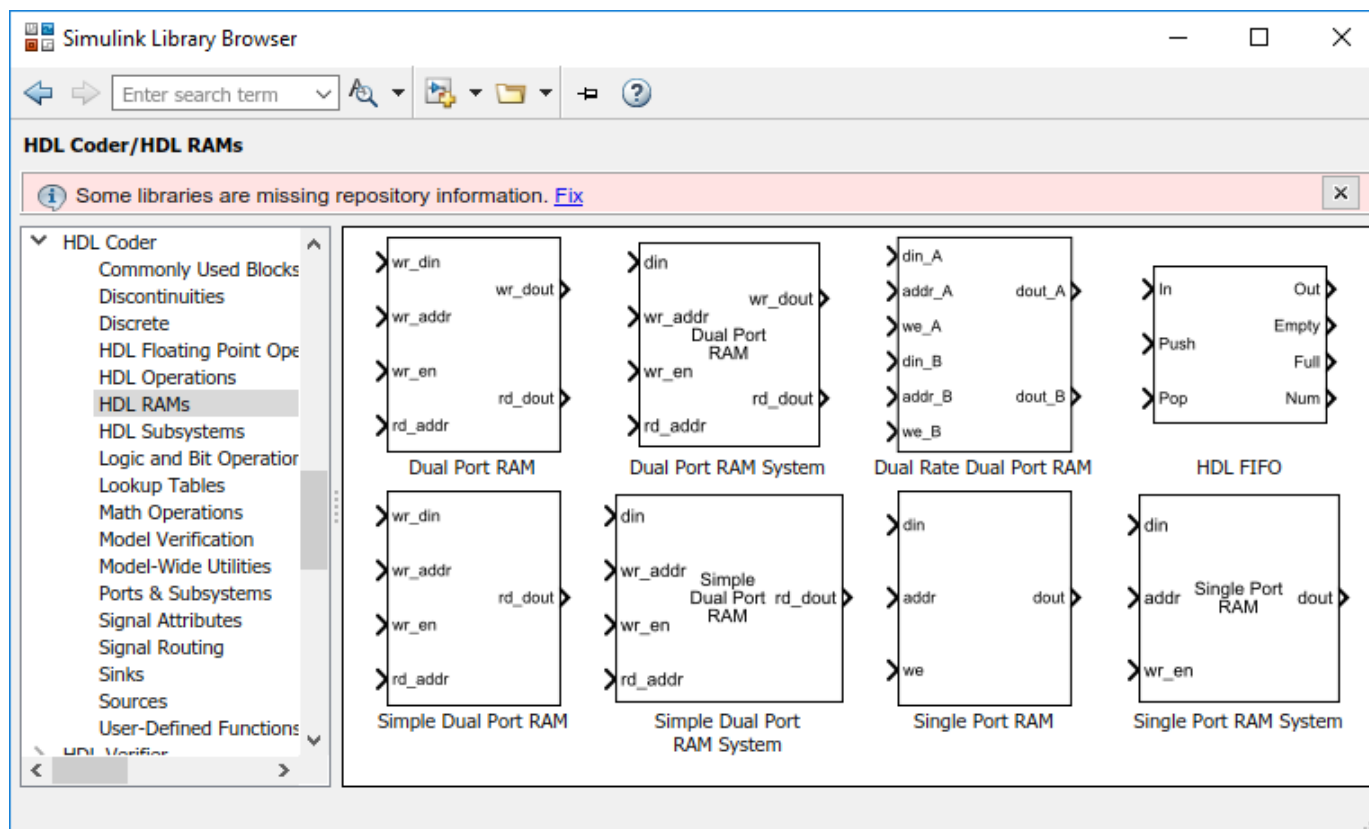 Simulink Library Browser
Enter search term
HDL Coder/HDL RAMs
Some libraries are missing repository information. Fix
HDL Coder
Commonly Used Blocks
Discontinuities
Discrete
HDL Floating Point Ope
HDL Operations
HDL RAMs
HDL Subsystems
Logic and Bit Operation
Lookup Tables
Math Operations
Model Verification
Model-Wide Utilities
Ports & Subsystems
Signal Attributes
Signal Routing
Sinks
Sources
User-Defined Functions
HDL Verifier
wr_din
wr_dout
wr_addr
wr_en
rd_dout
rd_addr
Dual Port RAM
din
wr_dout
wr_addr
Dual Port
RAM
wr_en
rd_dout
rd_addr
Dual Port RAM System
din_A
addr_A dout_A
we_A
din_B
addr_B dout_B
we_B
Dual Rate Dual Port RAM
In Out
Empty
Push
Full
Pop Num
HDL FIFO
wr_din
wr_addr
rd_dout
wr_en
rd_addr
Simple Dual Port RAM
din
wr_addr
Simple
Dual Port rd_dout
RAM
wr_en
rd_addr
Simple Dual Port
RAM System
din
addr dout
we
Single Port RAM
din
addr Single Port dout
RAM
wr_en
Single Port RAM System